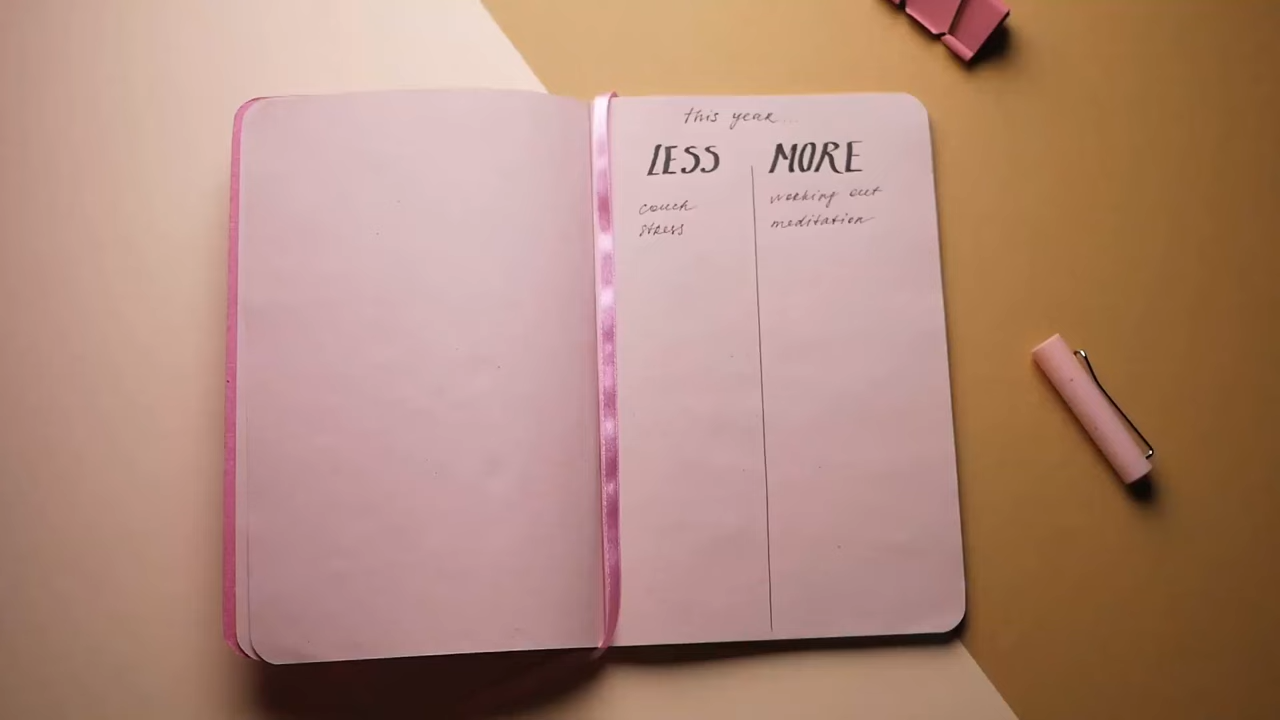 this year...
LESS
MORE
couch
stress
working out
meditation